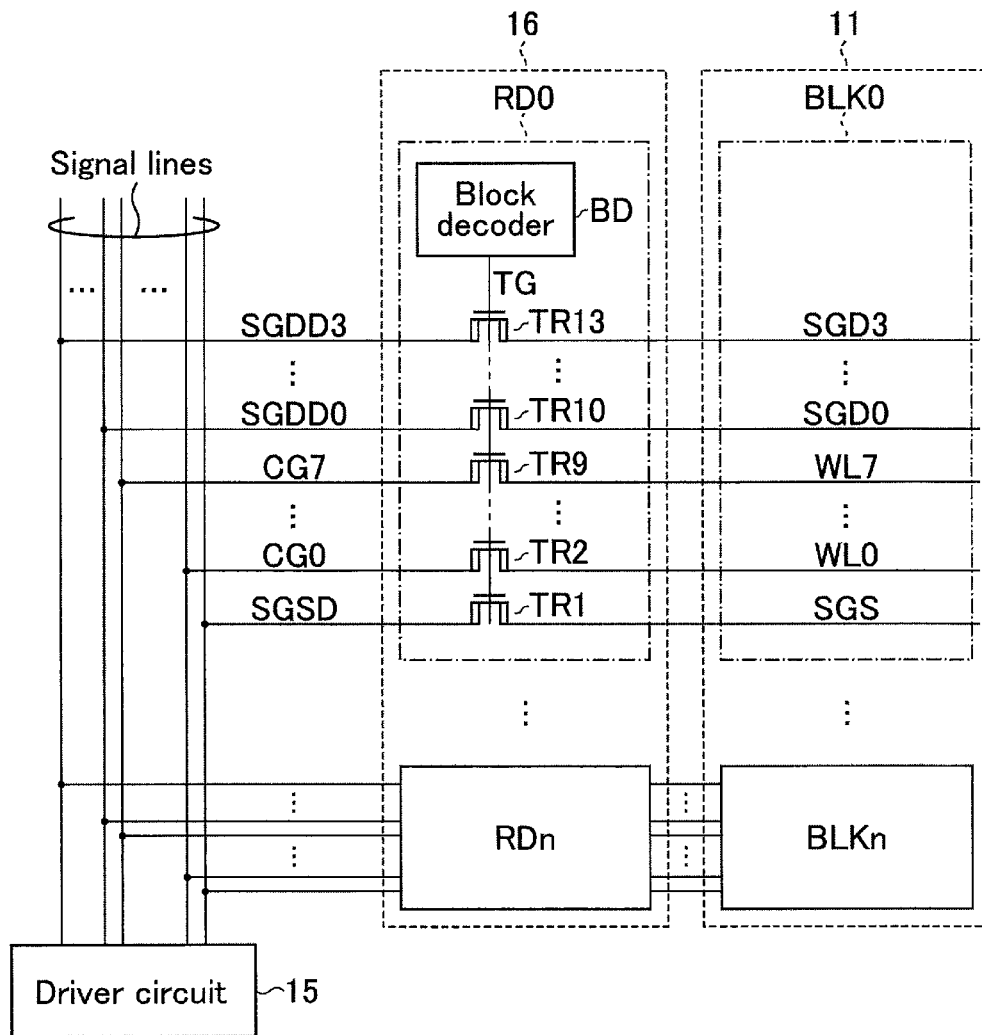 16
11
RD0
BLK0
Signal lines
Block
decoder
BD
... ...
TG
SGDD3
TR13
SGD3
⋮ ⋮ ⋮
SGDD0
TR10
SGD0
CG7
TR9
WL7
⋮ ⋮ ⋮
CG0
TR2
WL0
SGSD
TR1
SGS
⋮ ⋮
⋮ ⋮
RDn
BLKn
⋮ ⋮
Driver circuit
15